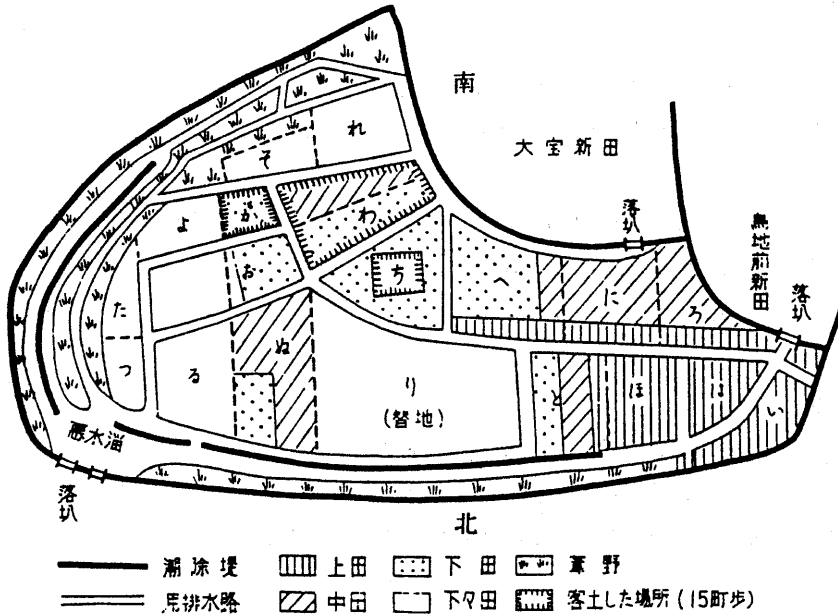 南
大宝新田
落圦
鳥地前新田
落圦
れ
そ
よ
が
わ
お
ち
へ
に
ろ
た
つ
る
ぬ
り
(替地)
と
ほ
は
い
悪水溜
落圦
北
潮除堤
上田
下田
葦野
用排水路
中田
下々田
客土した場所(15町歩)